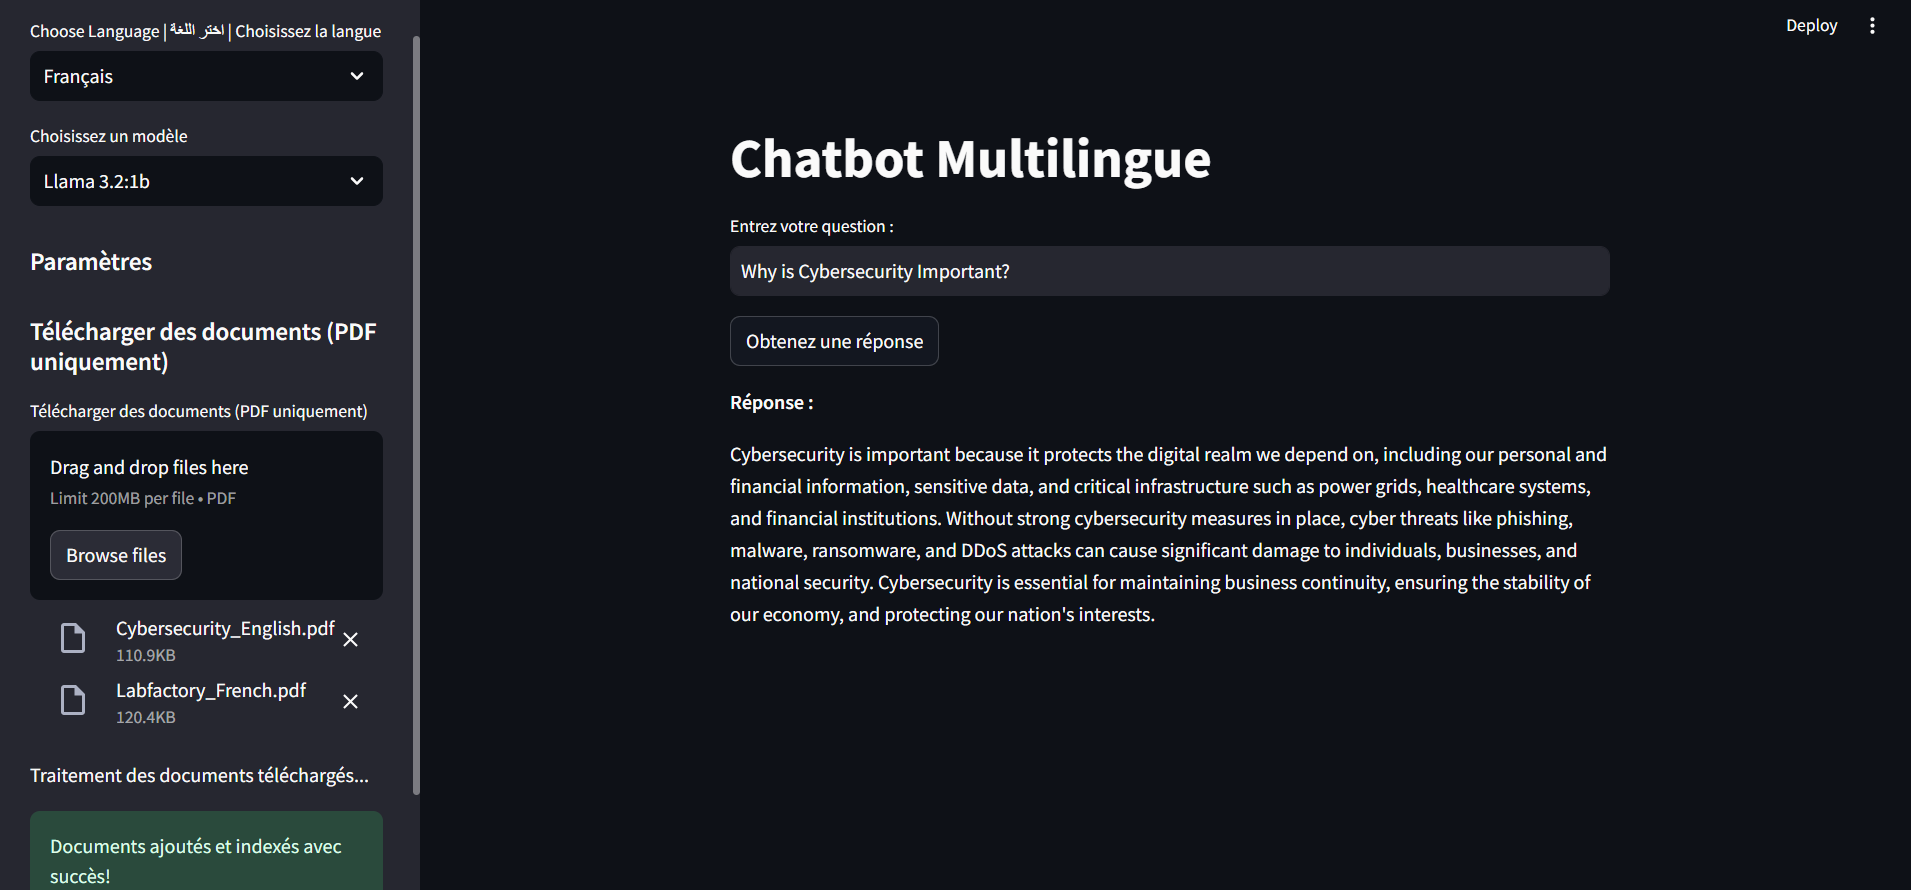 Choose Language | اختر اللغة | Choisissez la langue
Français
Choisissez un modèle
Llama 3.2:1b
Paramètres
Télécharger des documents (PDF
uniquement)
Télécharger des documents (PDF uniquement)
Drag and drop files here
Limit 200MB per file • PDF
Browse files
Cybersecurity_English.pdf
110.9KB
Labfactory_French.pdf
120.4KB
Traitement des documents téléchargés...
Documents ajoutés et indexés avec
succès!
Deploy
Chatbot Multilingue
Entrez votre question :
Why is Cybersecurity Important?
Obtenez une réponse
Réponse :
Cybersecurity is important because it protects the digital realm we depend on, including our personal and
financial information, sensitive data, and critical infrastructure such as power grids, healthcare systems,
and financial institutions. Without strong cybersecurity measures in place, cyber threats like phishing,
malware, ransomware, and DDoS attacks can cause significant damage to individuals, businesses, and
national security. Cybersecurity is essential for maintaining business continuity, ensuring the stability of
our economy, and protecting our nation's interests.